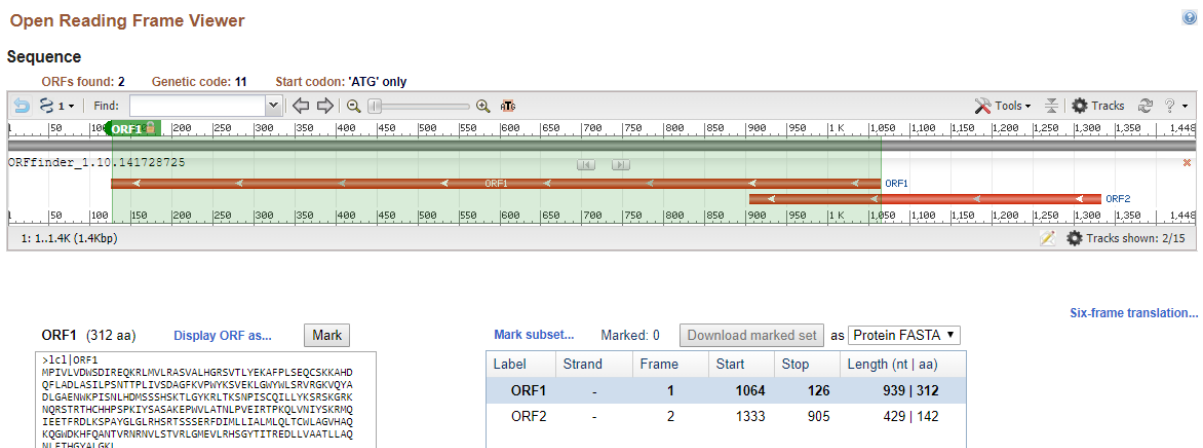 Open Reading Frame Viewer
Sequence
ORFs found: 2 Genetic code: 11 Start codon: 'ATG' only
1 Find: Tools Tracks ?
1 50 100 ORF1 200 250 300 350 400 450 500 550 600 650 700 750 800 850 900 950 1 K 1,050 1,100 1,150 1,200 1,250 1,300 1,350 1,448
ORFfinder_1.10.141728725
ORF1 ORF1
ORF2
1 50 100 150 200 250 300 350 400 450 500 550 600 650 700 750 800 850 900 950 1 K 1,050 1,100 1,150 1,200 1,250 1,300 1,350 1,448
1: 1..1.4K (1.4Kbp) Tracks shown: 2/15
Six-frame translation...
ORF1 (312 aa) Display ORF as... Mark
>lcl|ORF1
MPIVLVDWSDIREQKRLMVLRASVALHGRSVTLYEKAFPLSEQCSKKAHD
QFLADLASILPSNTTPLIVSDAGFKVPWYKSVEKLGWYWLSRVRGKVQYA
DLGAENWKPISNLHDMSSSHSKTLGYKRLTKSNPISCQILLYKSRSKGRK
NQRSTRTHCHHPSPKIYSASAKEPWVLATNLPVEIRTPKQLVNIYSKRMQ
IEETFRDLKSPAYGLGLRHSRTSSSERFDIMLLIALMLQLTCWLAGVHAQ
KQGWDKHFQANTVRNRNVLSTVRLGMEVLRHSGYTITREDLLVAATLLAQ
NLFTHGYALGKL
Mark subset... Marked: 0 Download marked set as Protein FASTA
Label Strand Frame Start Stop Length (nt | aa)
ORF1 - 1 1064 126 939 | 312
ORF2 - 2 1333 905 429 | 142